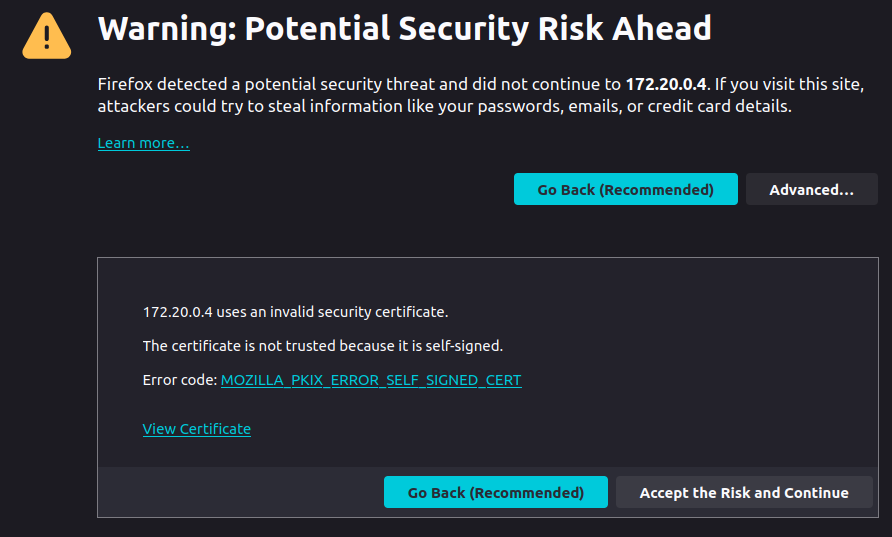 Warning: Potential Security Risk Ahead
Firefox detected a potential security threat and did not continue to 172.20.0.4. If you visit this site,
attackers could try to steal information like your passwords, emails, or credit card details.
Learn more...
Go Back (Recommended)
Advanced...
172.20.0.4 uses an invalid security certificate.
The certificate is not trusted because it is self-signed.
Error code: MOZILLA_PKIX_ERROR_SELF_SIGNED_CERT
View Certificate
Go Back (Recommended)
Accept the Risk and Continue